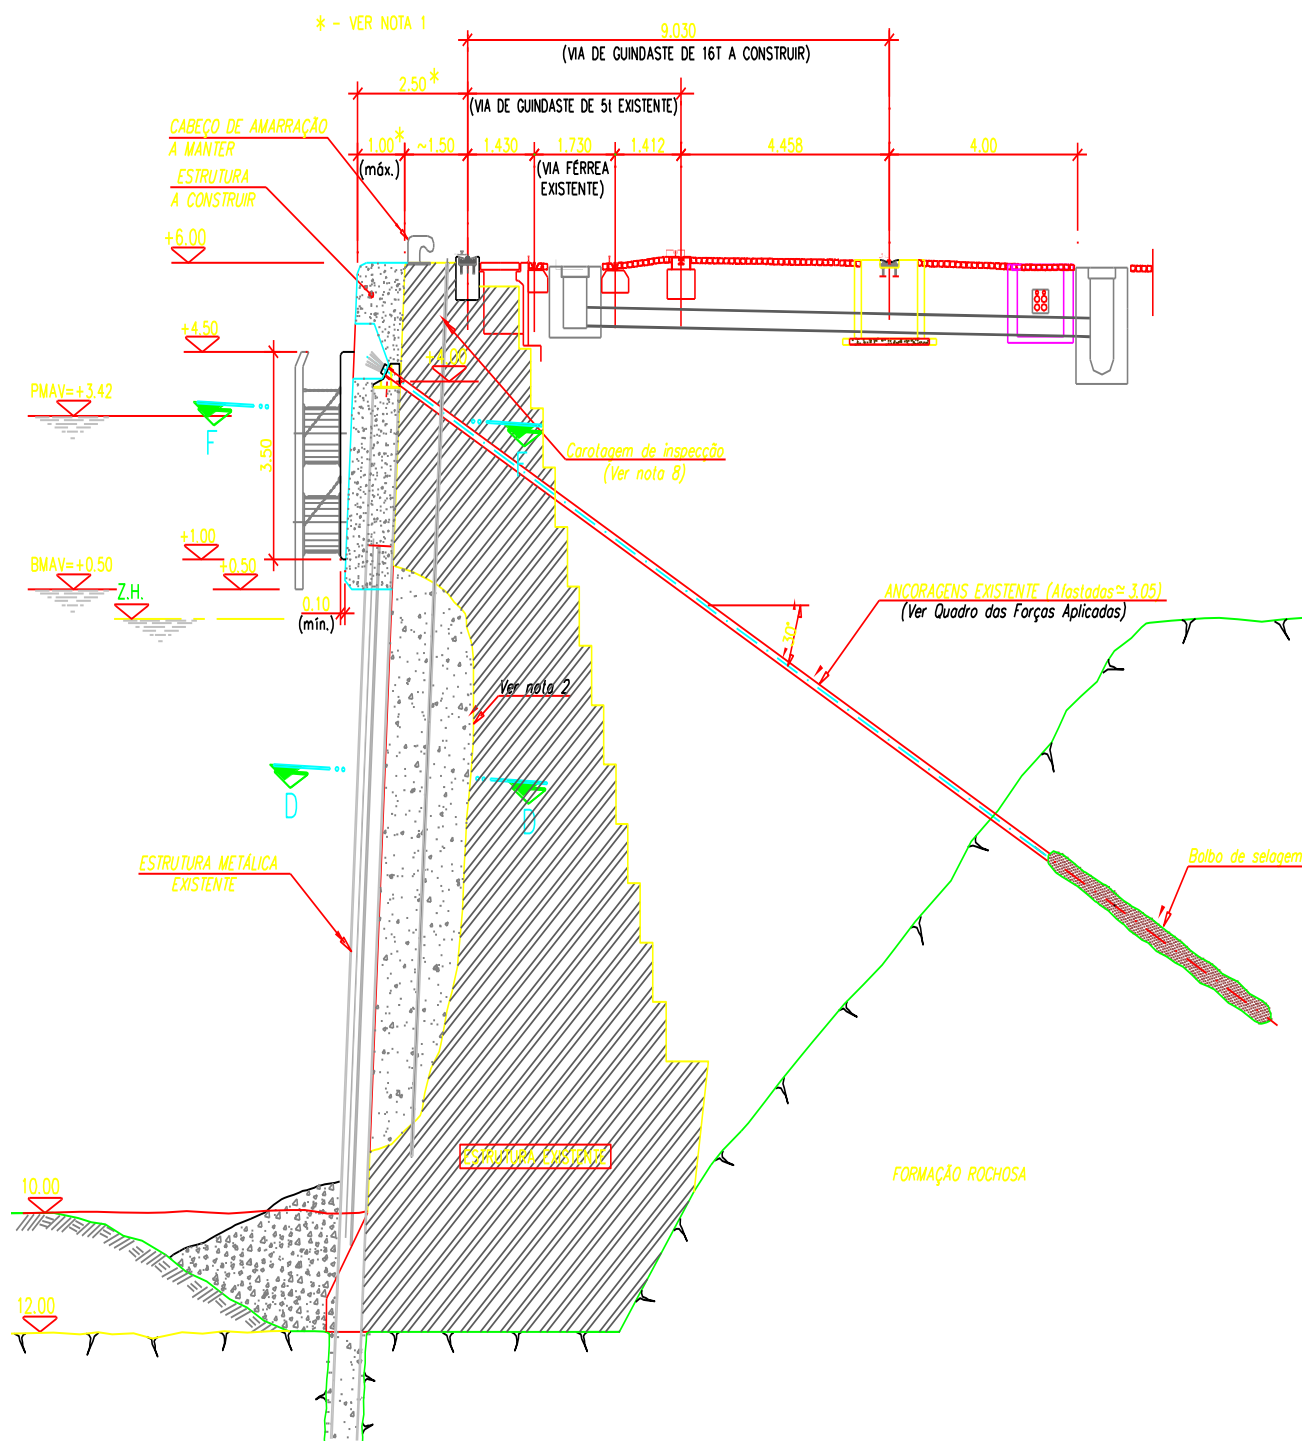 * - VER NOTA 1
9.030
(VIA DE GUINDASTE DE 16T A CONSTRUIR)
2.50*
(VIA DE GUINDASTE DE 5t EXISTENTE)
CABEÇO DE AMARRAÇÃO
A MANTER
1.00*
~1.50
1.430
1.730
1.412
4.458
4.00
(máx.)
(VIA FÉRREA
EXISTENTE)
ESTRUTURA
A CONSTRUIR
+6.00
+4.50
+4.00
PMAV=+3.42
F
F
3.50
Carotagem de inspecção
(Ver nota 8)
+1.00
BMAV=+0.50
+0.50
Z.H.
0.10
(mín.)
ANCORAGENS EXISTENTE (Afastadas≃ 3.05)
(Ver Quadro das Forças Aplicadas)
30°
Ver nota 2
D
D
ESTRUTURA METÁLICA
EXISTENTE
Bolbo de selagem
ESTRUTURA EXISTENTE
FORMAÇÃO ROCHOSA
10.00
12.00